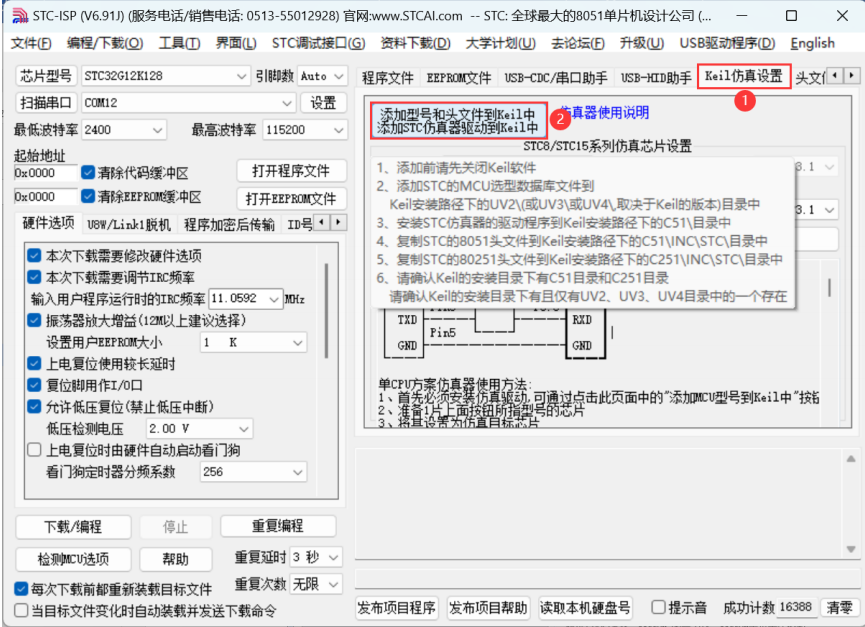 STC-ISP (V6.91J) (服务电话/销售电话: 0513-55012928) 官网:www.STCAI.com -- STC: 全球最大的8051单片机设计公司 (...
文件(F) 编程/下载(O) 工具(T) 界面(L) STC调试接口(G) 资料下载(D) 大学计划(U) 去论坛(F) 升级(U) USB驱动程序(D) English
芯片型号 STC32G12K128 引脚数 Auto
扫描串口 COM12 设置
最低波特率 2400 最高波特率 115200
起始地址
0x0000 清除代码缓冲区 打开程序文件
0x0000 清除EEPROM缓冲区 打开EEPROM文件
硬件选项 U8W/Link1脱机 程序加密后传输 ID号
本次下载需要修改硬件选项
本次下载需要调节IRC频率
输入用户程序运行时的IRC频率 11.0592 MHz
振荡器放大增益(12M以上建议选择)
设置用户EEPROM大小 1 K
上电复位使用较长延时
复位脚用作I/O口
允许低压复位(禁止低压中断)
低压检测电压 2.00 V
上电复位时由硬件自动启动看门狗
看门狗定时器分频系数 256
下载/编程 停止 重复编程
检测MCU选项 帮助 重复延时 3 秒
每次下载前都重新装载目标文件 重复次数 无限
当目标文件变化时自动装载并发送下载命令
程序文件 EEPROM文件 USB-CDC/串口助手 USB-HID助手 Keil仿真设置 头文
1
添加型号和头文件到Keil中
添加STC仿真器驱动到Keil中
2
仿真器使用说明
STC8/STC15系列仿真芯片设置
1、添加前请先关闭Keil软件
2、添加STC的MCU选型数据库文件到
Keil安装路径下的UV2\(或UV3\或UV4\,取决于Keil的版本)目录中
3、安装STC仿真器的驱动程序到Keil安装路径下的C51\目录中
4、复制STC的8051头文件到Keil安装路径下的C51\INC\STC\目录中
5、复制STC的80251头文件到Keil安装路径下的C251\INC\STC\目录中
6、请确认Keil的安装目录下有C51目录和C251目录
请确认Keil的安装目录下有且仅有UV2、UV3、UV4目录中的一个存在
3.1
3.1
TXD RXD
Pin5
GND GND
单CPU方案仿真器使用方法:
1、首先必须安装仿真驱动,可通过点击此页面中的"添加MCU型号到Keil中"按钮
2、准备1片上面按钮所指型号的芯片
3、将其设置为仿真目标芯片
发布项目程序 发布项目帮助 读取本机硬盘号 提示音 成功计数 16388 清零